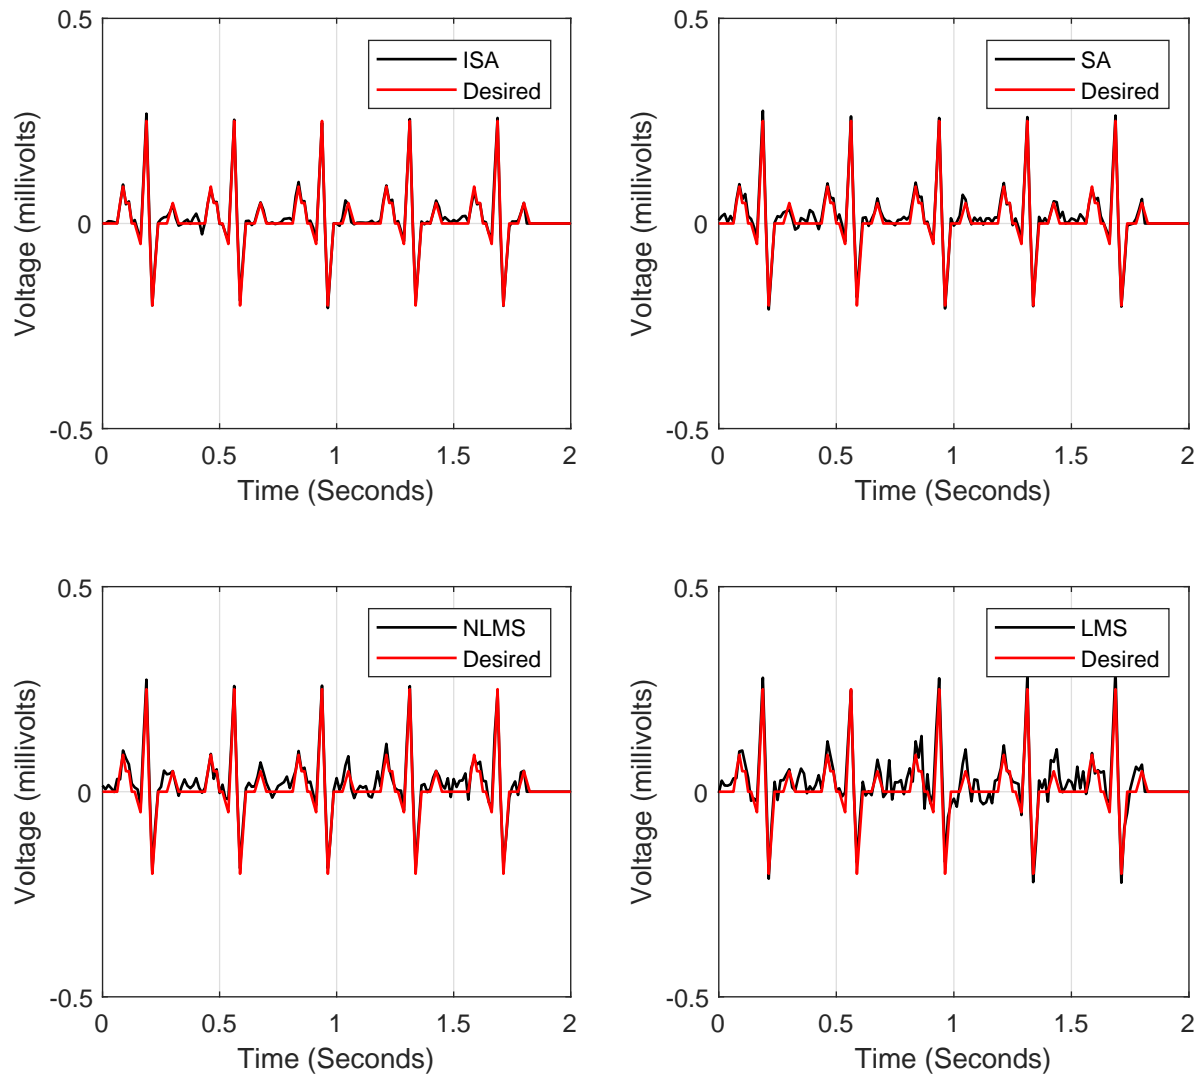 0.5
ISA
Desired
Voltage (millivolts)
0
-0.5
0 0.5 1 1.5 2
Time (Seconds)
0.5
SA
Desired
Voltage (millivolts)
0
-0.5
0 0.5 1 1.5 2
Time (Seconds)
0.5
NLMS
Desired
Voltage (millivolts)
0
-0.5
0 0.5 1 1.5 2
Time (Seconds)
0.5
LMS
Desired
Voltage (millivolts)
0
-0.5
0 0.5 1 1.5 2
Time (Seconds)